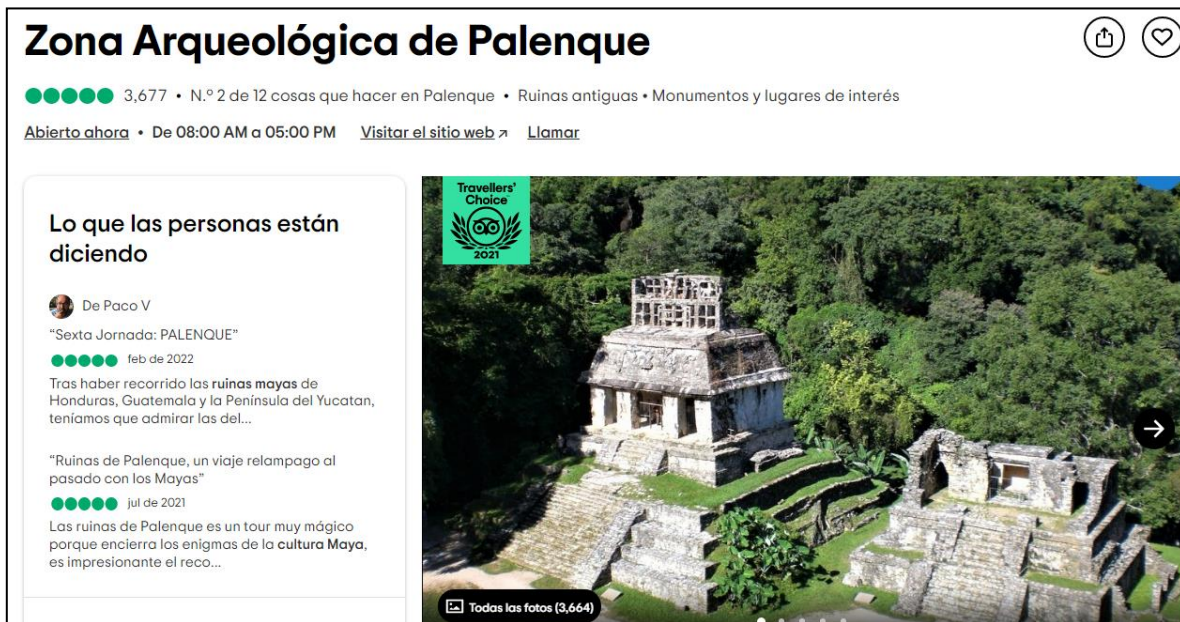 Zona Arqueológica de Palenque
3,677 • N.º 2 de 12 cosas que hacer en Palenque • Ruinas antiguas • Monumentos y lugares de interés
Abierto ahora • De 08:00 AM a 05:00 PM Visitar el sitio web Llamar
Lo que las personas están
diciendo
De Paco V
“Sexta Jornada: PALENQUE”
feb de 2022
Tras haber recorrido las ruinas mayas de
Honduras, Guatemala y la Península del Yucatan,
teníamos que admirar las del...
“Ruinas de Palenque, un viaje relampago al
pasado con los Mayas”
jul de 2021
Las ruinas de Palenque es un tour muy mágico
porque encierra los enigmas de la cultura Maya,
es impresionante el reco...
Travellers'
Choice
2021
Todas las fotos (3,664)